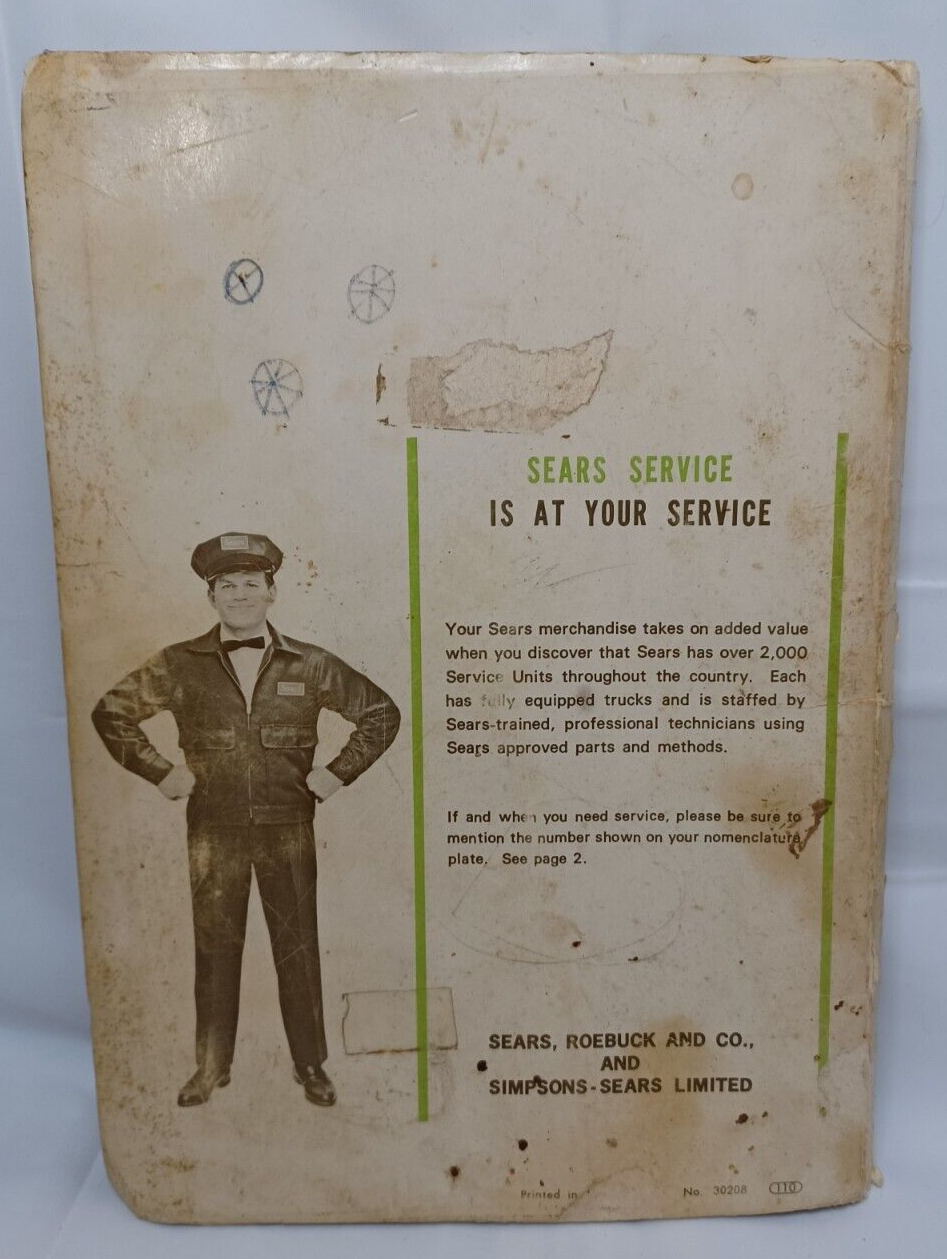 SEARS SERVICE
IS AT YOUR SERVICE
Your Sears merchandise takes on added value
when you discover that Sears has over 2,000
Service Units throughout the country. Each
has fully equipped trucks and is staffed by
Sears-trained, professional technicians using
Sears approved parts and methods.
If and when you need service, please be sure to
mention the number shown on your nomenclature
plate. See page 2.
SEARS, ROEBUCK AND CO.,
AND
SIMPSONS-SEARS LIMITED
Printed in
No. 30208 110